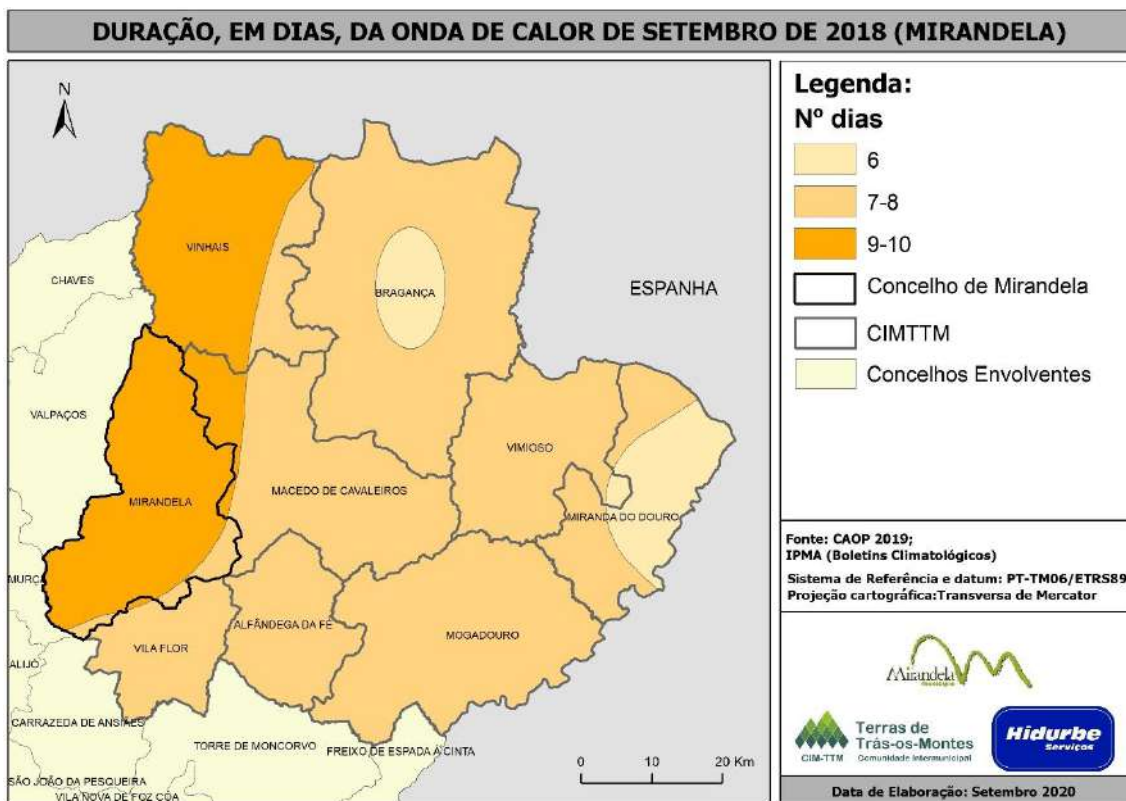 DURAÇÃO, EM DIAS, DA ONDA DE CALOR DE SETEMBRO DE 2018 (MIRANDELA)
N
VINHAIS
CHAVES
BRAGANÇA
ESPANHA
VALPAÇOS
MIRANDELA
MACEDO DE CAVALEIROS
VIMIOSO
MIRANDA DO DOURO
MURÇA
ALFÂNDEGA DA FÉ
MOGADOURO
VILA FLOR
ALIJÓ
CARRAZEDA DE ANSIÃES
TORRE DE MONCORVO
FREIXO DE ESPADA À CINTA
SÃO JOÃO DA PESQUEIRA
VILA NOVA DE FOZ CÔA
0 10 20 Km
Legenda:
Nº dias
6
7-8
9-10
Concelho de Mirandela
CIMTTM
Concelhos Envolventes
Fonte: CAOP 2019;
IPMA (Boletins Climatológicos)
Sistema de Referência e datum: PT-TM06/ETRS89
Projeção cartográfica:Transversa de Mercator
Mirandela
CIM-TTM
Terras de
Trás-os-Montes
Comunidade Intermunicipal
Hidurbe
Serviços
Data de Elaboração: Setembro 2020